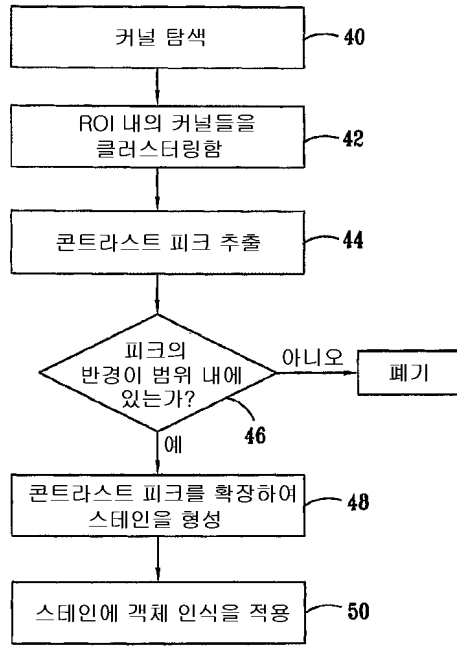 커널 탐색
40
ROI 내의 커널들을
클러스터링함
42
콘트라스트 피크 추출
44
피크의
반경이 범위 내에
있는가?
46
아니오
폐기
예
콘트라스트 피크를 확장하여
스테인을 형성
48
스테인에 객체 인식을 적용
50